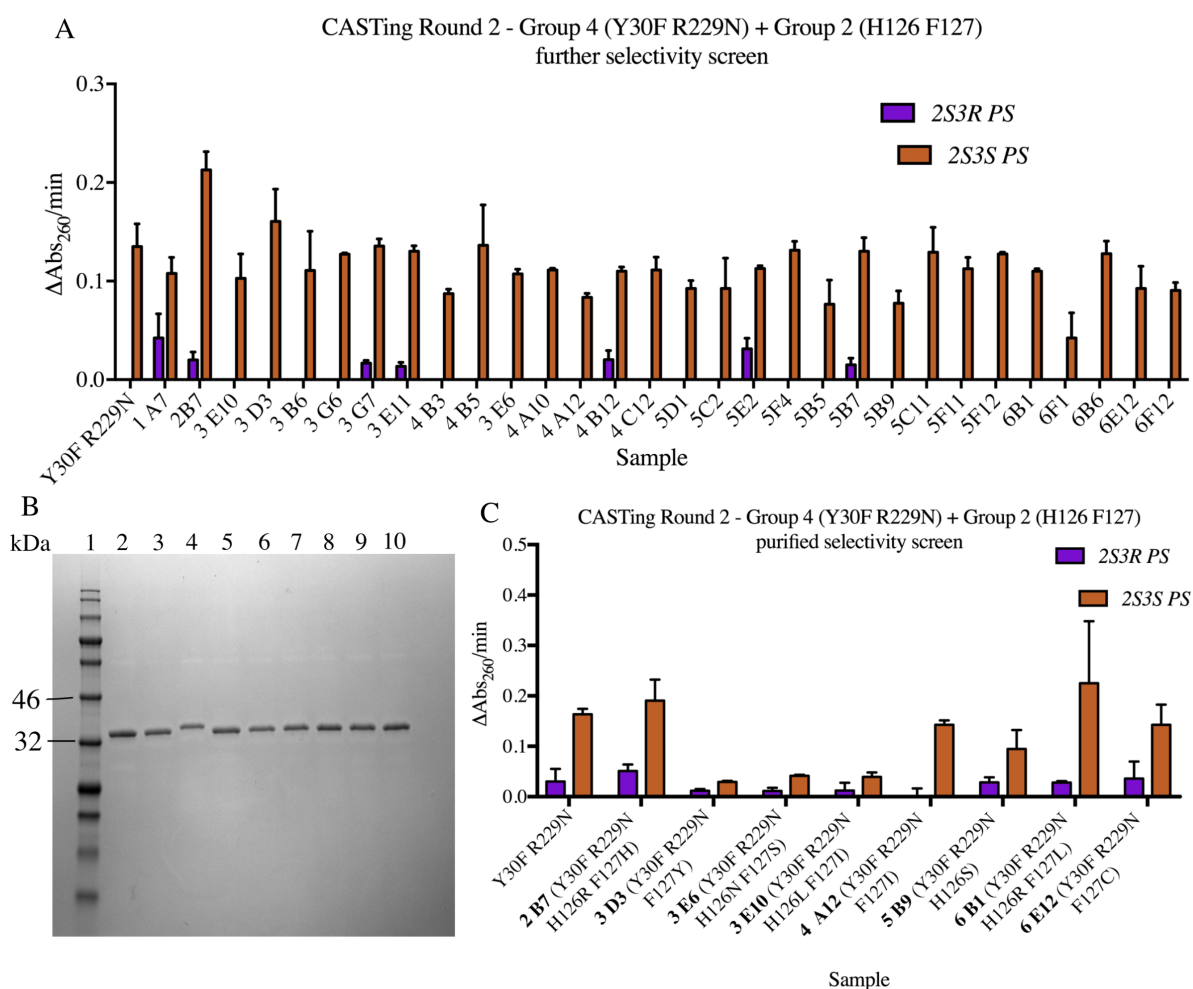 A
CASTing Round 2 - Group 4 (Y30F R229N) + Group 2 (H126 F127)
further selectivity screen
0.3
0.2
0.1
0.0
ΔAbs260/min
2S3R PS
2S3S PS
Y30F R229N
1 A7
2B7
3 E10
3 D3
3 B6
3 G6
3 G7
3 E11
4 B3
4 B5
3 E6
4 A10
4 A12
4 B12
4 C12
5D1
5C2
5E2
5F4
5B5
5B7
5B9
5C11
5F11
5F12
6B1
6F1
6B6
6E12
6F12
Sample
B
kDa
1 2 3 4 5 6 7 8 9 10
46
32
C
CASTing Round 2 - Group 4 (Y30F R229N) + Group 2 (H126 F127)
purified selectivity screen
0.5
0.4
0.3
0.2
0.1
0.0
ΔAbs260/min
2S3R PS
2S3S PS
Y30F R229N
2 B7 (Y30F R229N
H126R F127H)
3 D3 (Y30F R229N
F127Y)
3 E6 (Y30F R229N
H126N F127S)
3 E10 (Y30F R229N
H126L F127I)
4 A12 (Y30F R229N
F127I)
5 B9 (Y30F R229N
H126S)
6 B1 (Y30F R229N
H126R F127L)
6 E12 (Y30F R229N
F127C)
Sample